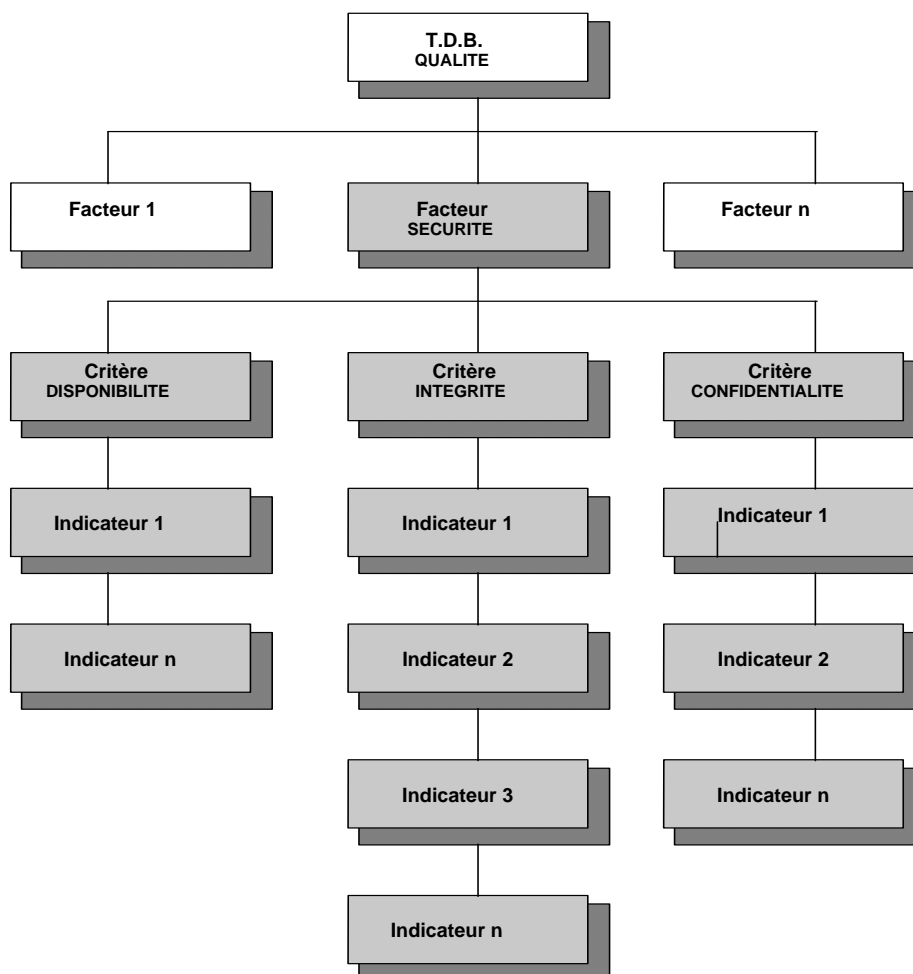 T.D.B.
QUALITE
Facteur 1
Facteur
SECURITE
Facteur n
Critère
DISPONIBILITE
Critère
INTEGRITE
Critère
CONFIDENTIALITE
Indicateur 1
Indicateur 1
Indicateur 1
Indicateur n
Indicateur 2
Indicateur 2
Indicateur 3
Indicateur n
Indicateur n